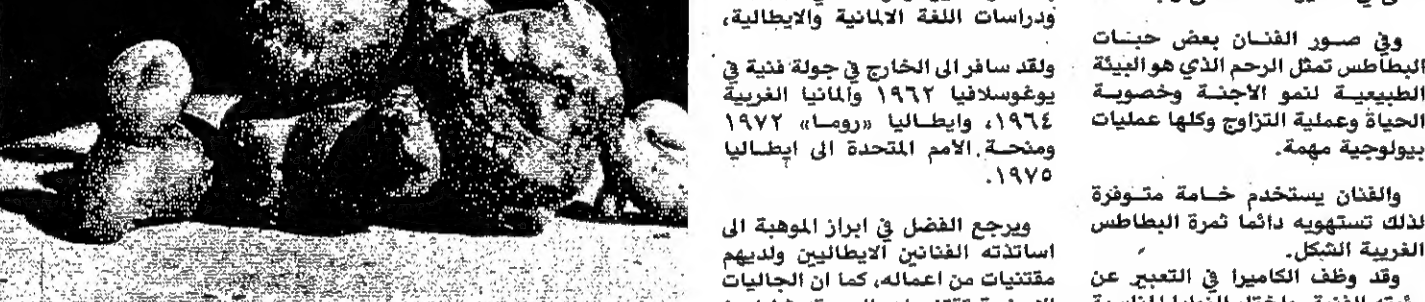 وفي صور الفنان بعض حبات
البطاطس تمثل الرحم الذي هو البيئة
الطبيعية لنمو الاجنة وخصوبة
الحياة وعملية التزاوج وكلها عمليات
بيولوجية مهمة.
والفنان يستخدم خامة متوفرة
لذلك تستهويه دائما ثمرة البطاطس
الغريبة الشكل.
وقد وظف الكاميرا في التعبير عن
ودراسات اللغة الالمانية والايطالية،
ولقد سافر الى الخارج في جولة فنية في
يوغوسلافيا ١٩٦٢ والمانيا الغربية
١٩٦٤، وايطاليا «روما» ١٩٧٢
ومنحة الأمم المتحدة الى ايطاليا
١٩٧٥.
ويرجع الفضل في ابراز الموهبة الى
اساتذته الفنانين الايطاليين ولديهم
مقتنيات من اعماله، كما ان الجاليات